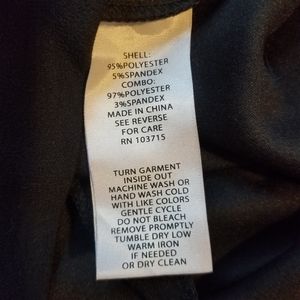 SHELL:
95%POLYESTER
5%SPANDEX
COMBO:
97%POLYESTER
3%SPANDEX
MADE IN CHINA
SEE REVERSE
FOR CARE
RN 103715
TURN GARMENT
INSIDE OUT
MACHINE WASH OR
HAND WASH COLD
WITH LIKE COLORS
GENTLE CYCLE
DO NOT BLEACH
REMOVE PROMPTLY
TUMBLE DRY LOW
WARM IRON
IF NEEDED
OR DRY CLEAN